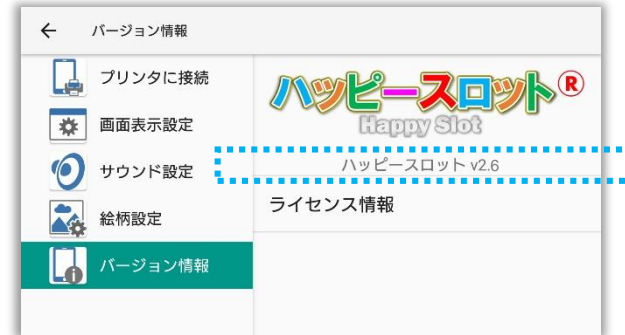 ← バージョン情報
プリンタに接続
画面表示設定
サウンド設定
絵柄設定
バージョン情報
ハッピースロット®
Happy Slot
ハッピースロット v2.6
ライセンス情報